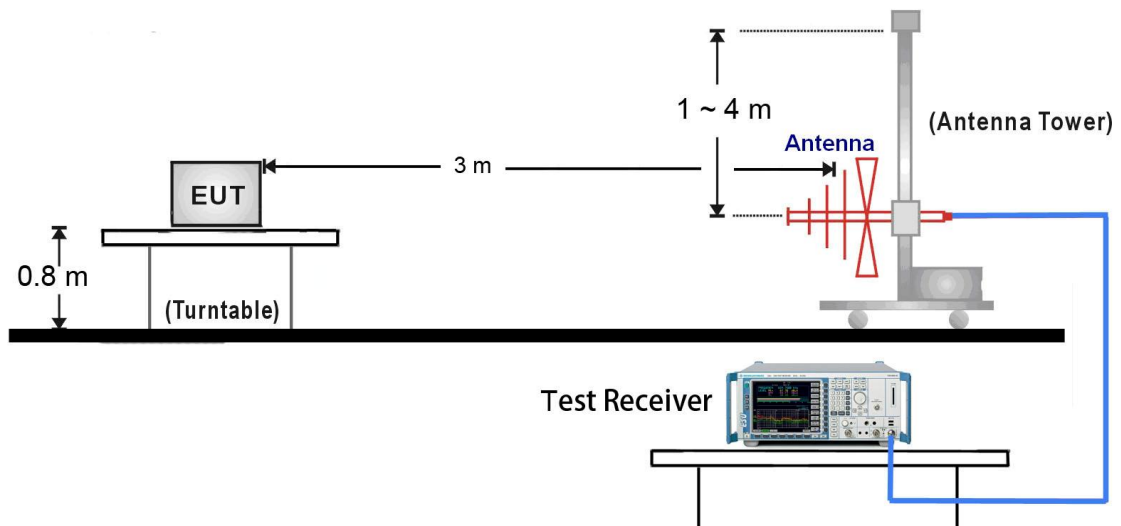 1 ~ 4 m
(Antenna Tower)
Antenna
3 m
EUT
0.8 m
(Turntable)
Test Receiver